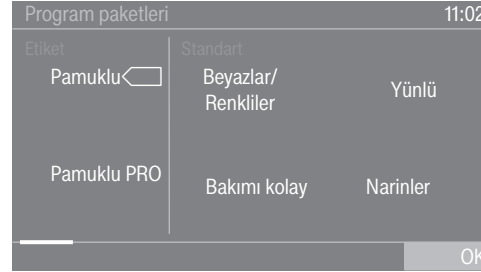 Program paketleri 11:02
Etiket
Standart
Pamuklu
Beyazlar/
Renkliler
Yünlü
Pamuklu PRO
Bakımı kolay
Narinler
OK